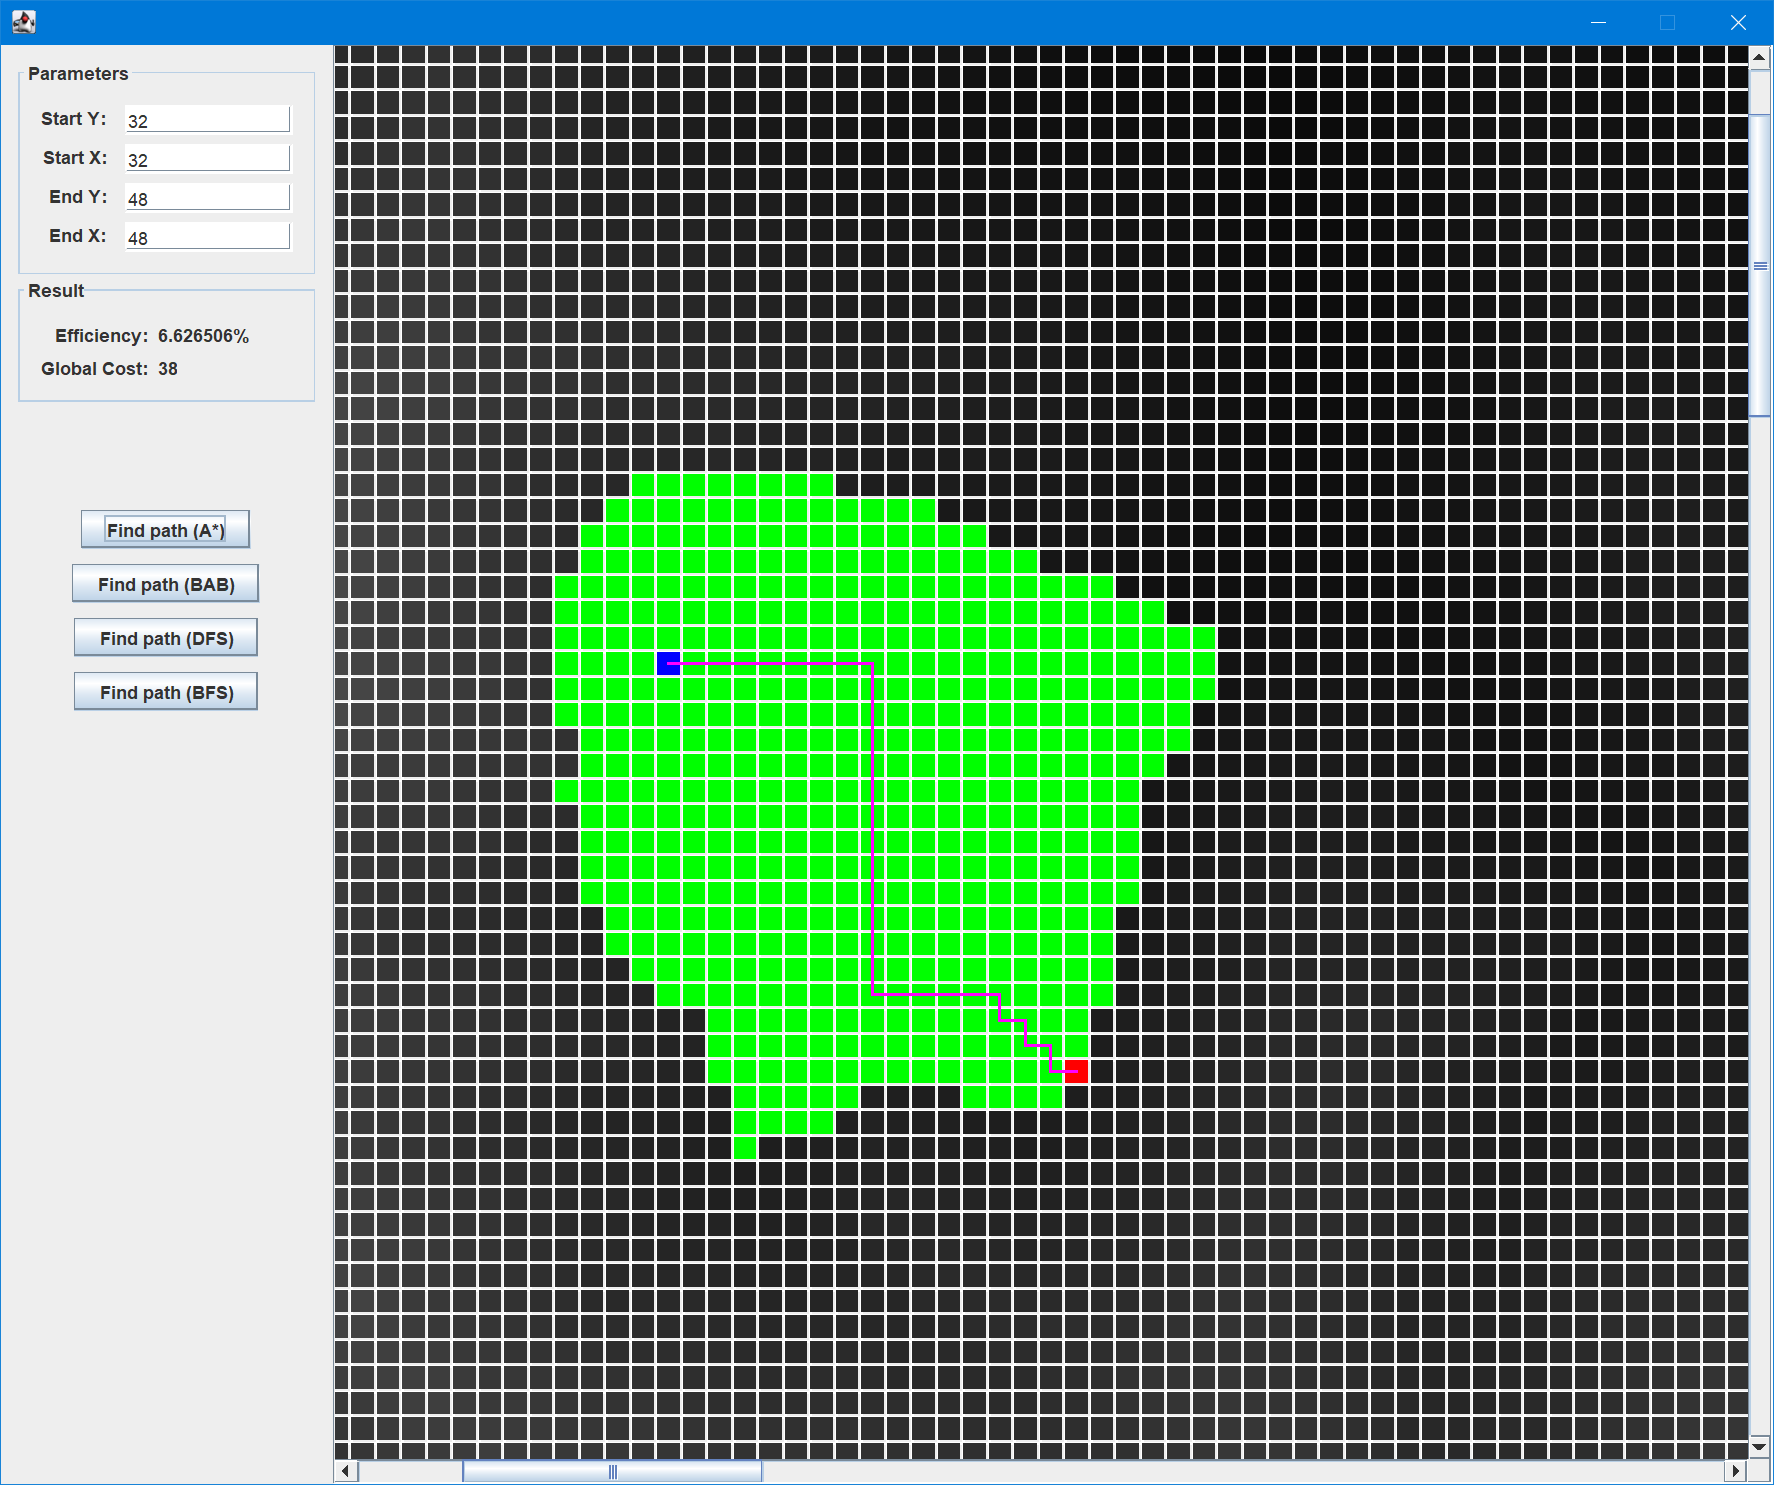 Parameters
Start Y: 32
Start X: 32
End Y: 48
End X: 48
Result
Efficiency: 6.626506%
Global Cost: 38
Find path (A*)
Find path (BAB)
Find path (DFS)
Find path (BFS)